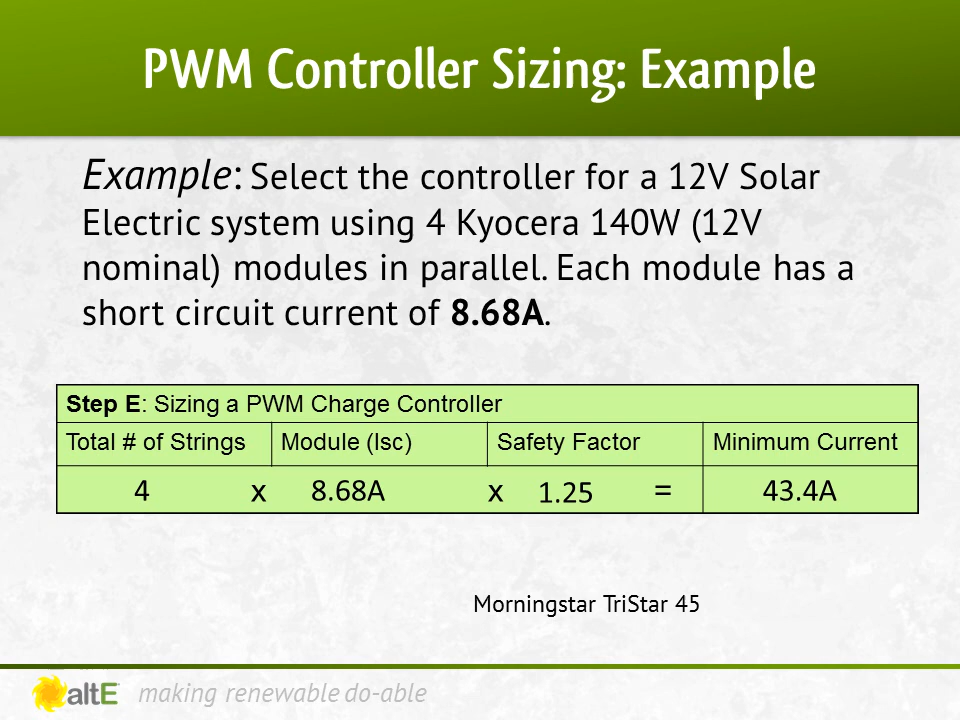 PWM Controller Sizing: Example
Example: Select the controller for a 12V Solar
Electric system using 4 Kyocera 140W (12V
nominal) modules in parallel. Each module has a
short circuit current of 8.68A.
Step E: Sizing a PWM Charge Controller
Total # of Strings Module (Isc) Safety Factor Minimum Current
4 x 8.68A x 1.25 = 43.4A
Morningstar TriStar 45
altE making renewable do-able